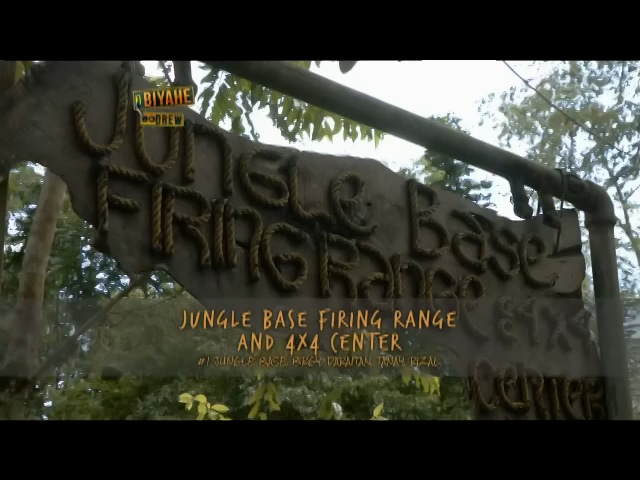 BIYAHE
NI DREW
Jungle Base
Firing Range
& 4x4
Center
JUNGLE BASE FIRING RANGE
AND 4X4 CENTER
#1 JUNGLE BASE BRGY. DARAITAN, TANAY, RIZAL